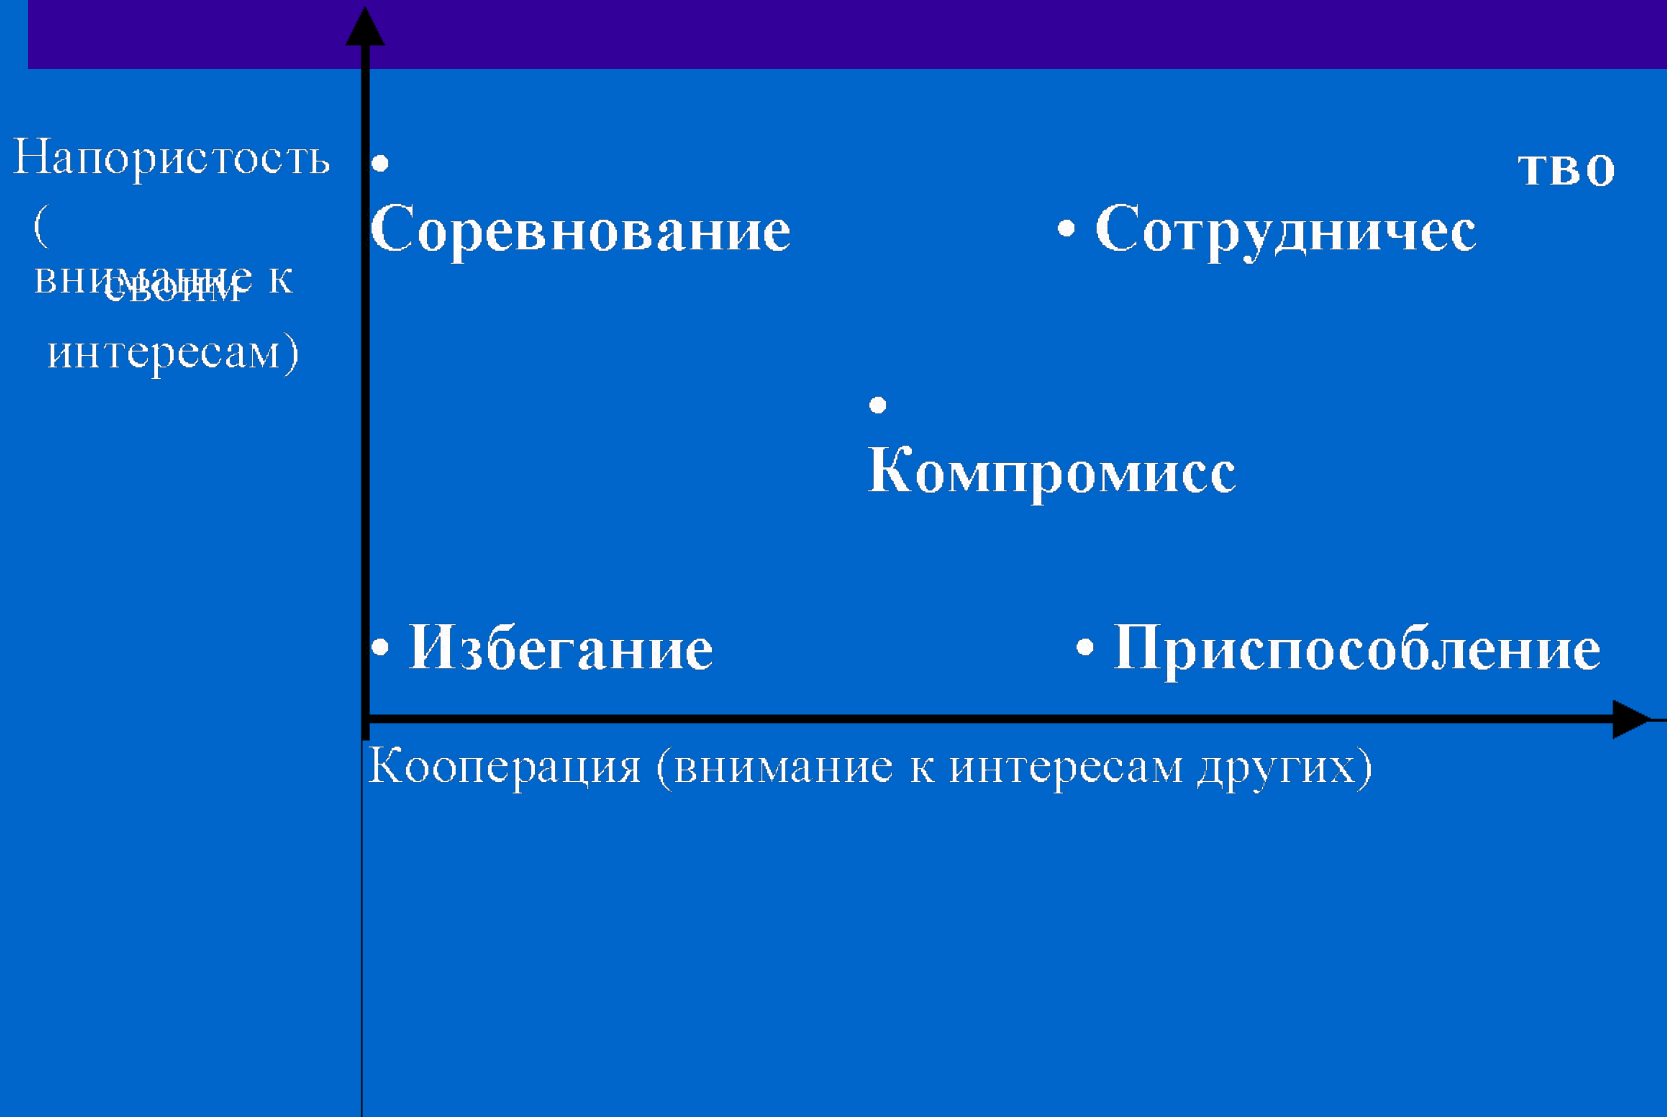 Напористость
(
внимание к
своим
интересам)
•
Соревнование
• Сотрудничес
тво
•
Компромисс
• Избегание
• Приспособление
Кооперация (внимание к интересам других)